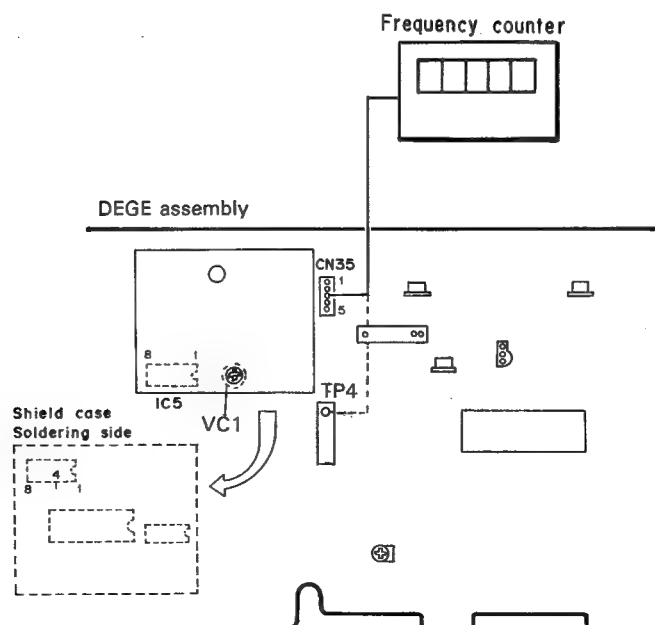 Frequency counter
DEGE assembly
CN35
1
5
8 1
IC5
VC1
TP4
Shield case
Soldering side
4
8 1